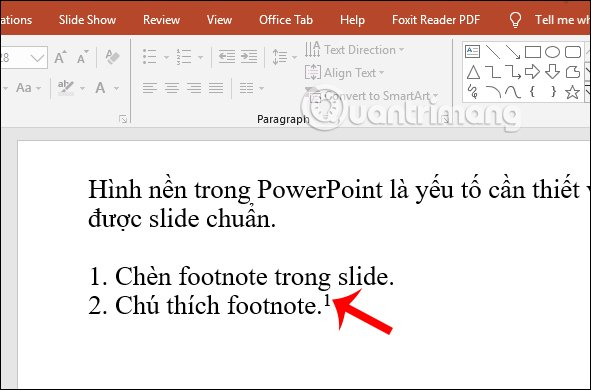 ations Slide Show Office Tab Review View Help Foxit Reader PDF Tell me wh
28 A A Text Direction
Aa A Align Text
Convert to SmartArt
Paragraph
Quantrimang
Hình nền trong PowerPoint là yếu tố cần thiết v
được slide chuẩn.
1. Chèn footnote trong slide.
2. Chú thích footnote.¹